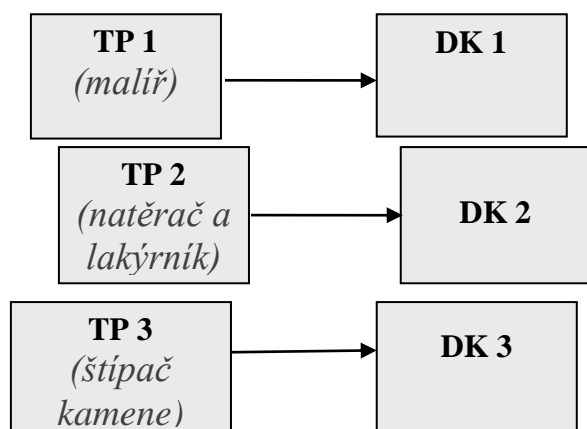 TP 1
(malíř)
DK 1
TP 2
(natěrač a
lakýrník)
DK 2
TP 3
(štípač
kamene)
DK 3